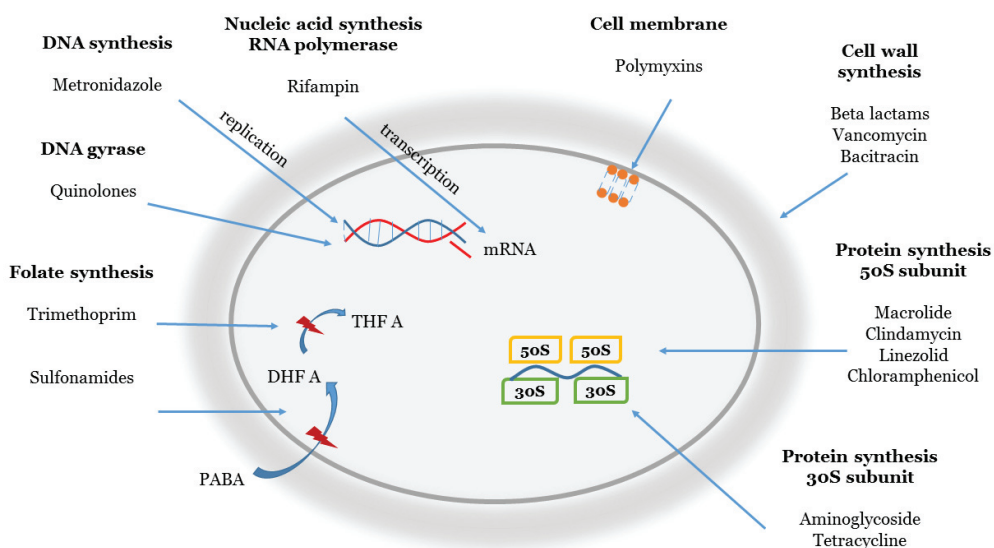 DNA synthesis
Metronidazole
replication
DNA gyrase
Quinolones
Folate synthesis
Trimethoprim
Sulfonamides
Nucleic acid synthesis
RNA polymerase
Rifampin
transcription
mRNA
THF A
DHF A
PABA
Cell membrane
Polymyxins
Cell wall
synthesis
Beta lactams
Vancomycin
Bacitracin
Protein synthesis
50S subunit
Macrolide
Clindamycin
Linezolid
Chloramphenicol
50S 50S
30S 30S
Protein synthesis
30S subunit
Aminoglycoside
Tetracycline